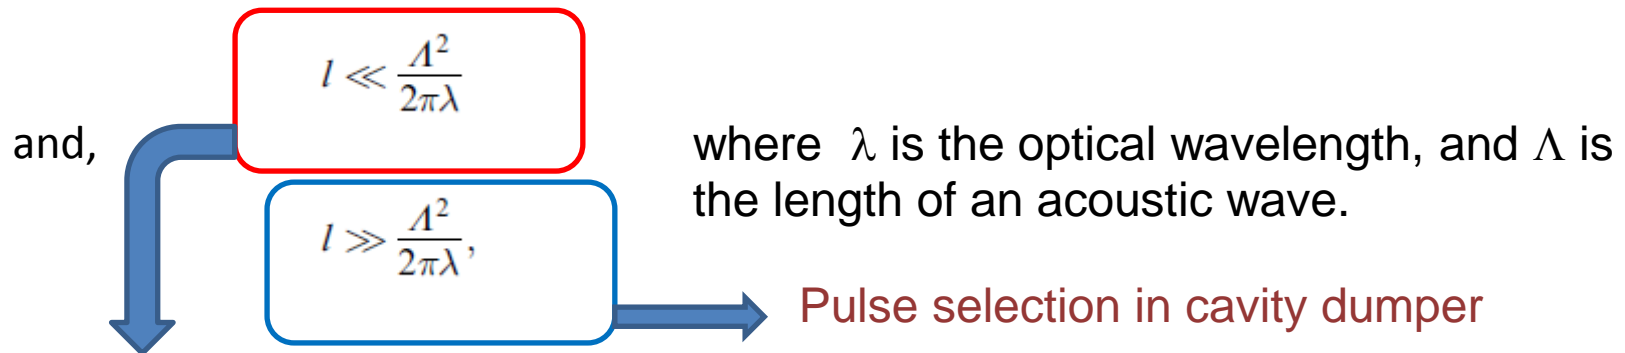 l ≪ Λ²/2πλ
and,
where λ is the optical wavelength, and Λ is
the length of an acoustic wave.
l ≫ Λ²/2πλ,
Pulse selection in cavity dumper